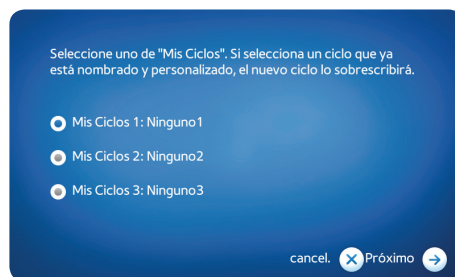 Seleccione uno de "Mis Ciclos". Si selecciona un ciclo que ya
está nombrado y personalizado, el nuevo ciclo lo sobrescribirá.
Mis Ciclos 1: Ninguno1
Mis Ciclos 2: Ninguno2
Mis Ciclos 3: Ninguno3
cancel. Próximo